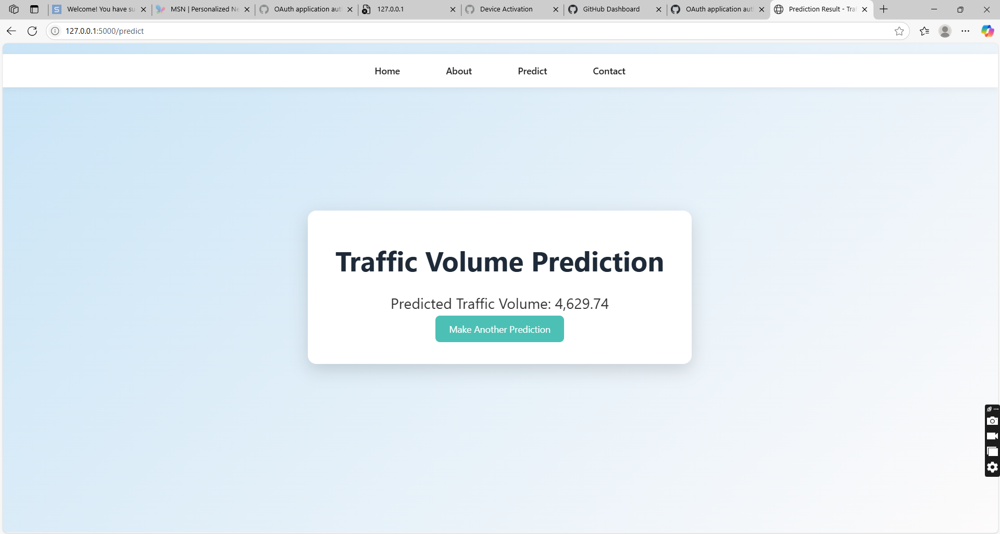 Welcome! You have su
MSN | Personalized Ne
OAuth application aut
127.0.0.1
Device Activation
GitHub Dashboard
OAuth application aut
Prediction Result - Traf
127.0.0.1:5000/predict
Home About Predict Contact
Traffic Volume Prediction
Predicted Traffic Volume: 4,629.74
Make Another Prediction